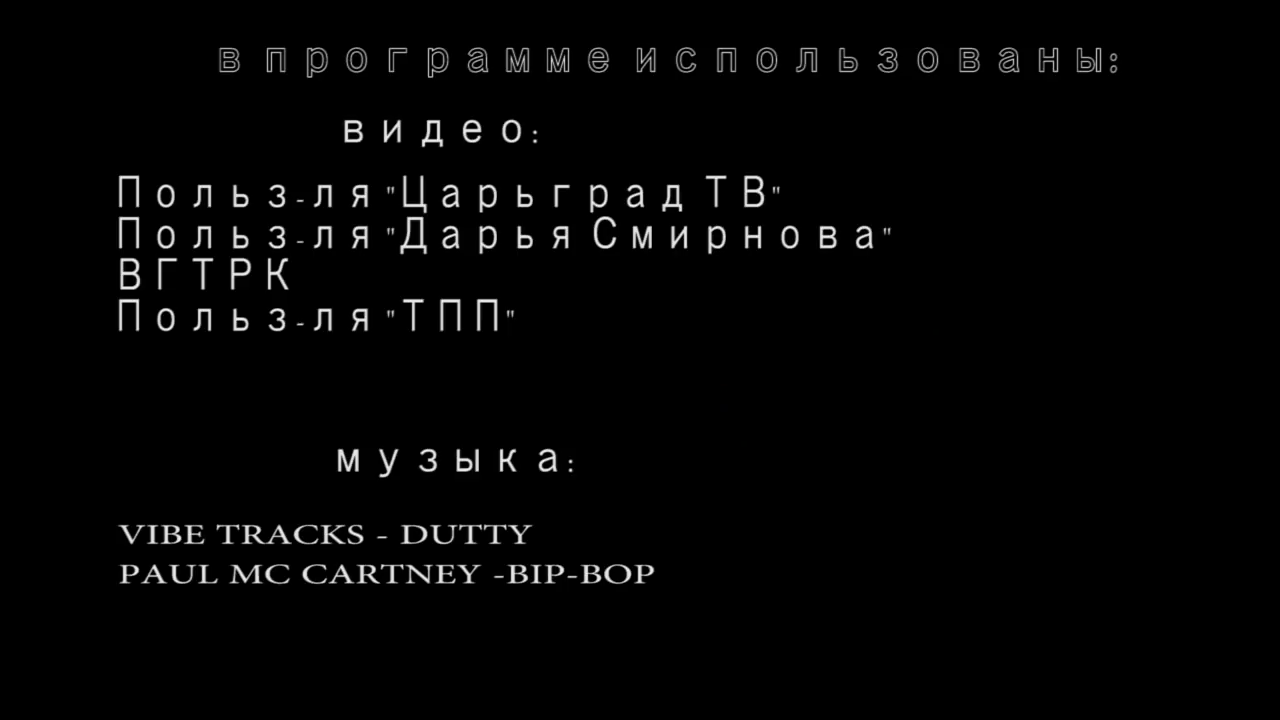 в программе использованы:
видео:
Польз-ля "Царьград ТВ"
Польз-ля "Дарья Смирнова"
ВГТРК
Польз-ля "ТПП"
музыка:
VIBE TRACKS - DUTTY
PAUL MC CARTNEY -BIP-BOP